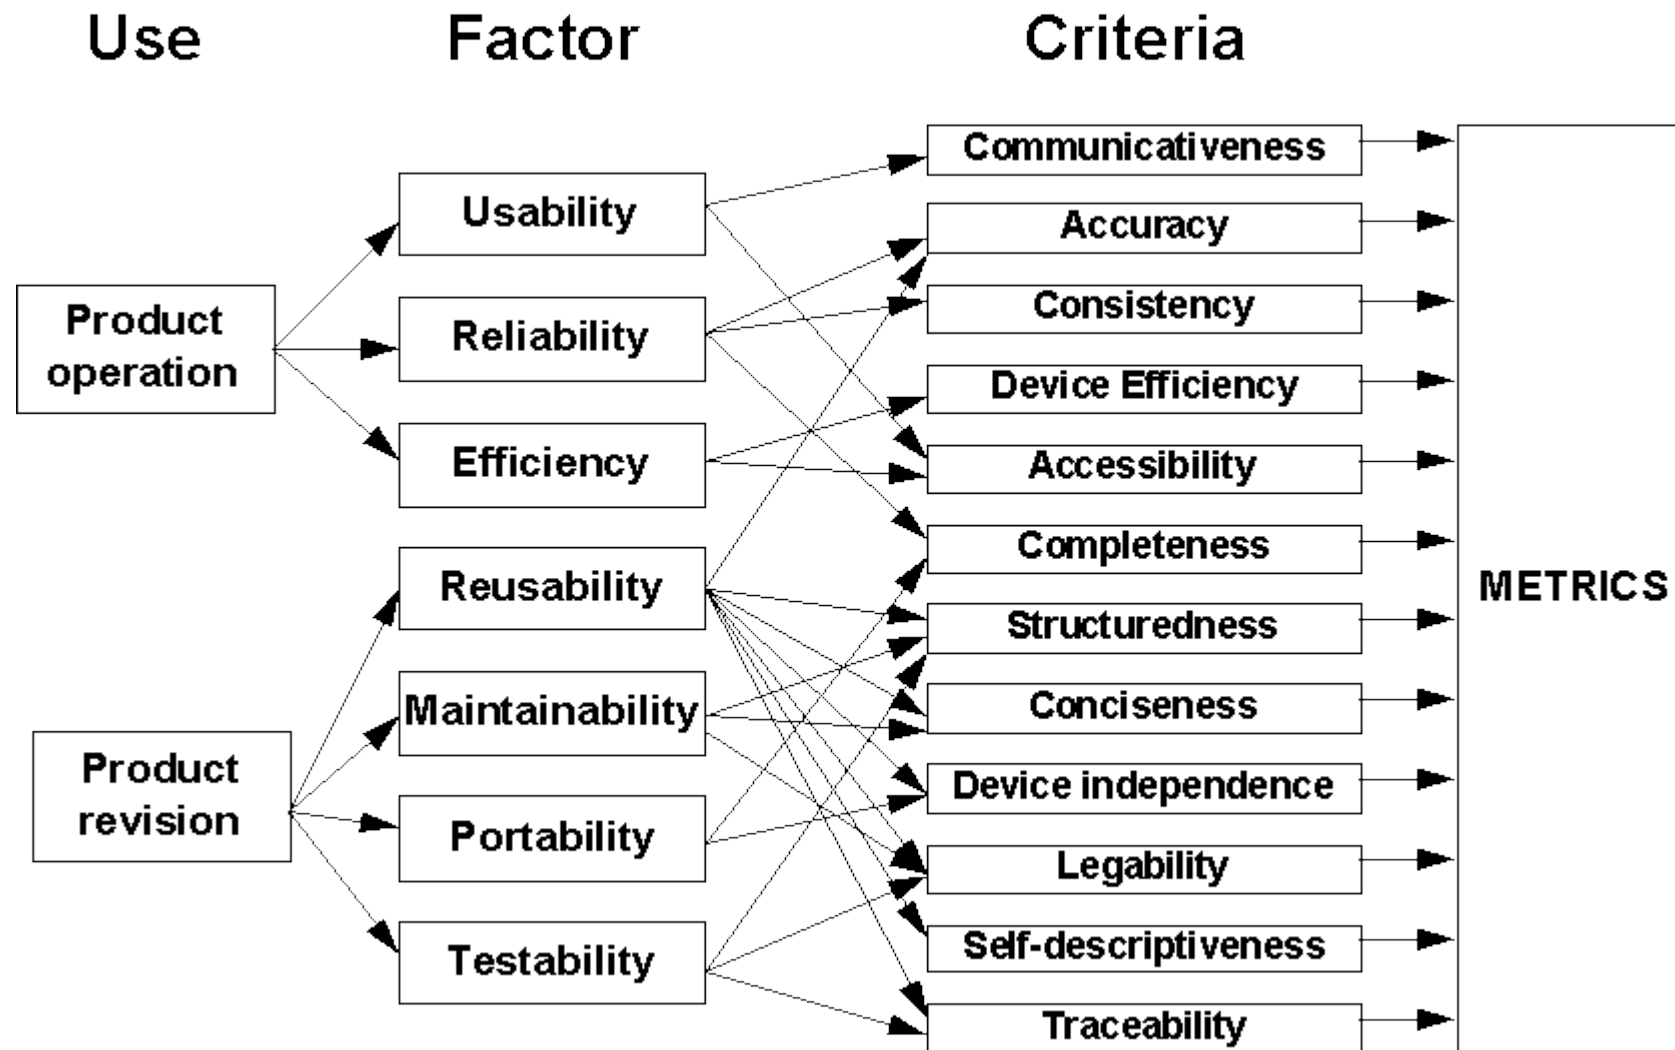 Use
Factor
Criteria
Product
operation
Product
revision
Usability
Reliability
Efficiency
Reusability
Maintainability
Portability
Testability
Communicativeness
Accuracy
Consistency
Device Efficiency
Accessibility
Completeness
Structuredness
Conciseness
Device independence
Legability
Self-descriptiveness
Traceability
METRICS